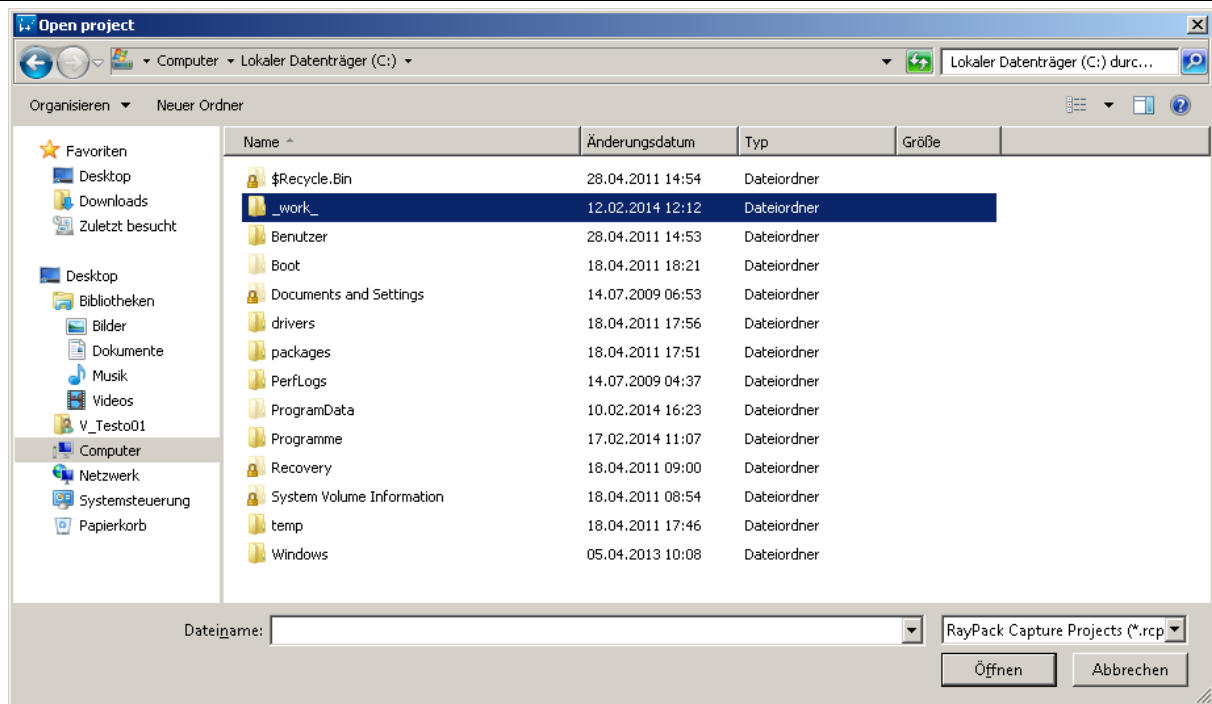 Open project
Computer Lokaler Datenträger (C:) Lokaler Datenträger (C:) durc...
Organisieren Neuer Ordner
Favoriten
Desktop
Downloads
Zuletzt besucht
Desktop
Bibliotheken
Bilder
Dokumente
Musik
Videos
V_Testo01
Computer
Netzwerk
Systemsteuerung
Papierkorb
Name Änderungsdatum Typ Größe
$Recycle.Bin 28.04.2011 14:54 Dateiordner
_work_ 12.02.2014 12:12 Dateiordner
Benutzer 28.04.2011 14:53 Dateiordner
Boot 18.04.2011 18:21 Dateiordner
Documents and Settings 14.07.2009 06:53 Dateiordner
drivers 18.04.2011 17:56 Dateiordner
packages 18.04.2011 17:51 Dateiordner
PerfLogs 14.07.2009 04:37 Dateiordner
ProgramData 10.02.2014 16:23 Dateiordner
Programme 17.02.2014 11:07 Dateiordner
Recovery 18.04.2011 09:00 Dateiordner
System Volume Information 18.04.2011 08:54 Dateiordner
temp 18.04.2011 17:46 Dateiordner
Windows 05.04.2013 10:08 Dateiordner
Dateiname: RayPack Capture Projects (*.rcp
Öffnen Abbrechen